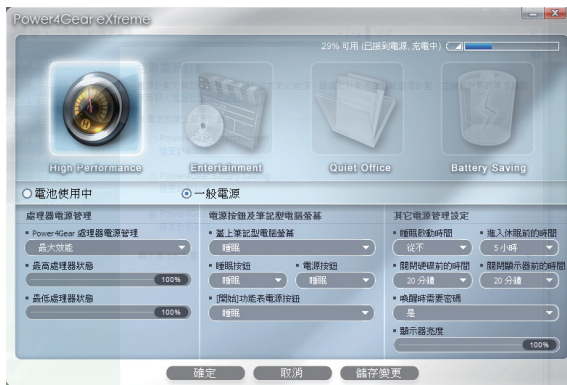 Power4Gear eXtreme
29% 可用 (已接到電源, 充電中)
High Performance
Entertainment
Quiet Office
Battery Saving
電池使用中
一般電源
處理器電源管理
Power4Gear 處理器電源管理
最大效能
最高處理器狀態
100%
最低處理器狀態
100%
電源按鈕及筆記型電腦螢幕
蓋上筆記型電腦螢幕
睡眠
睡眠按鈕
電源按鈕
睡眠
睡眠
[開始]功能表電源按鈕
睡眠
其它電源管理設定
睡眠啟動時間
進入休眠前的時間
從不
5 小時
關閉硬碟前的時間
關閉顯示器前的時間
20 分鐘
20 分鐘
喚醒時需要密碼
是
顯示器亮度
100%
確定
取消
儲存變更